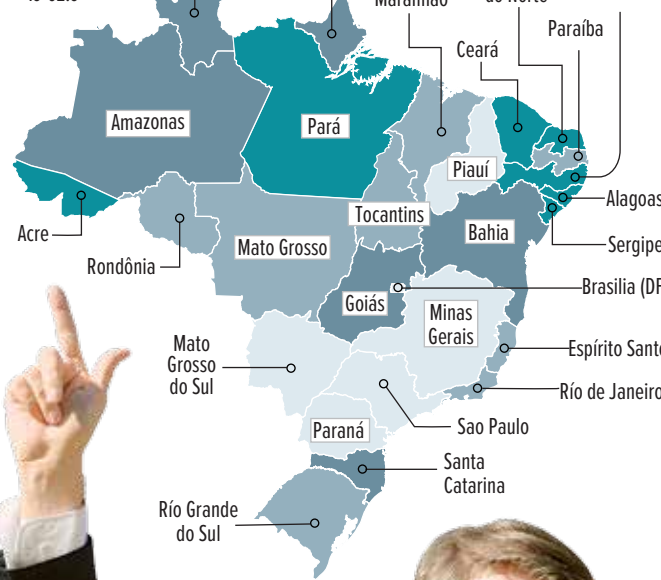 Maranhão
Paraíba
Ceará
Amazonas
Pará
Piauí
Alagoas
Acre
Tocantins
Bahia
Sergipe
Rondônia
Mato Grosso
Brasilia (DF
Goiás
Minas
Gerais
Mato
Grosso
do Sul
Espírito Santo
Río de Janeiro
Paraná
Sao Paulo
Santa
Catarina
Río Grande
do Sul